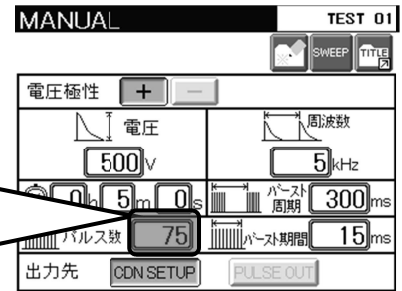 MANUAL TEST 01
SWEEP TITLE
電圧極性 + −
電圧 周波数
500 V 5 kHz
0 h 5 m 0 s バースト周期 300 ms
パルス数 75 バースト期間 15 ms
出力先 CDN SETUP PULSE OUT